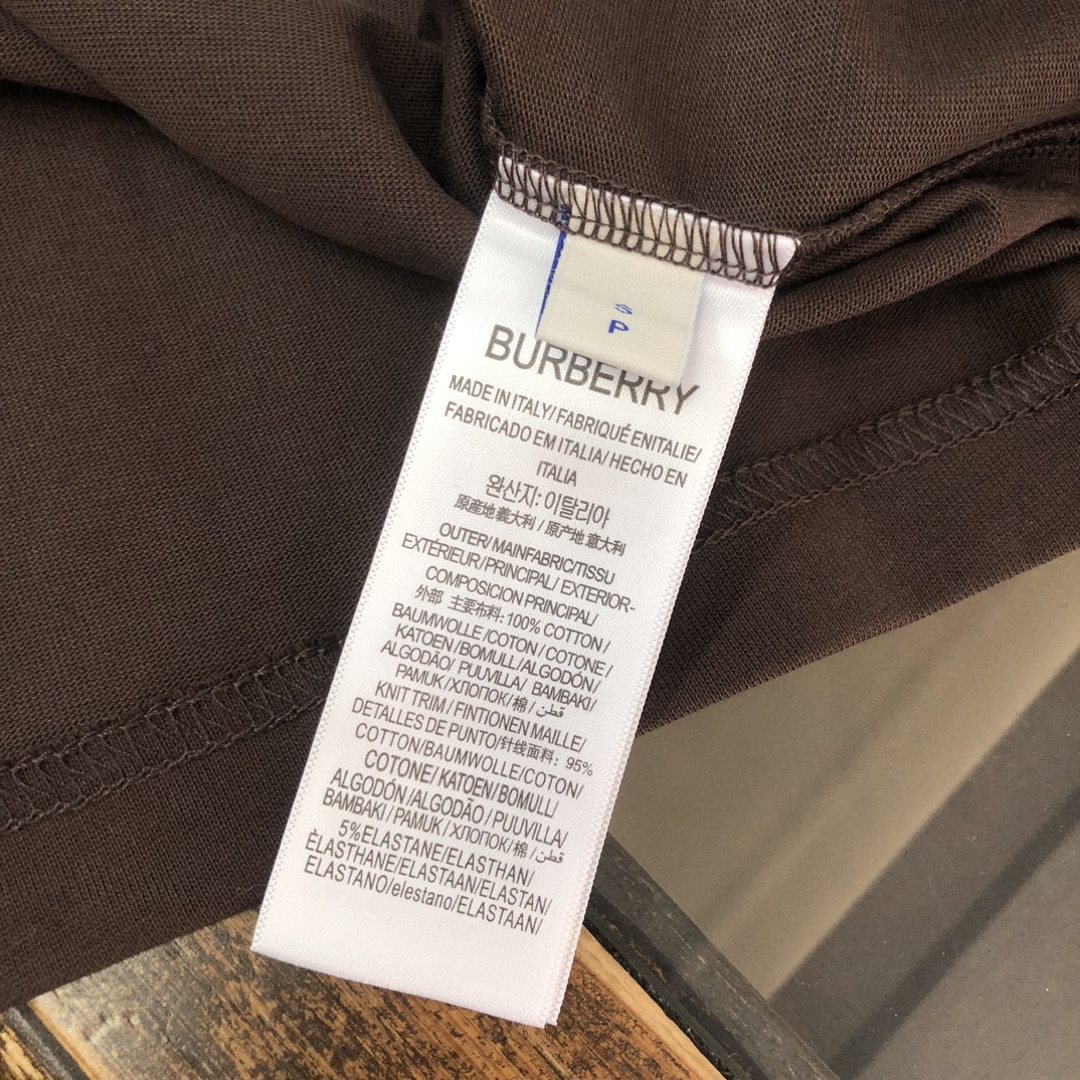 S
P
BURBERRY
MADE IN ITALY/ FABRIQUÉ ENITALIE/
FABRICADO EM ITALIA/ HECHO EN
ITALIA
완산지: 이탈리아
原産地 義大利 / 原产地 意大利
OUTER/ MAINFABRIC/TISSU
EXTÉRIEUR/PRINCIPAL/ EXTERIOR-
COMPOSICION PRINCIPAL/
外部 主要布料: 100% COTTON /
BAUMWOLLE /COTON / COTONE /
KATOEN / BOMULL /ALGODÓN /
ALGODÃO/ PUUVILLA/ BAMBAKI/
PAMUK / ХЛОПОК/ 棉 / قطن
KNIT TRIM / FINTIONEN MAILLE/
DETALLES DE PUNTO/针线面料: 95%
COTTON/BAUMWOLLE/COTON/
COTONE/ KATOEN/ BOMULL/
ALGODÓN /ALGODÃO / PUUVILLA/
BAMBAKI / PAMUK / ХЛОПОК/ 棉 / قطن
5%ELASTANE/ELASTHAN/
ÉLASTHANE/ELASTAAN/ELASTAN/
ELASTANO/elestano/ELASTAAN/